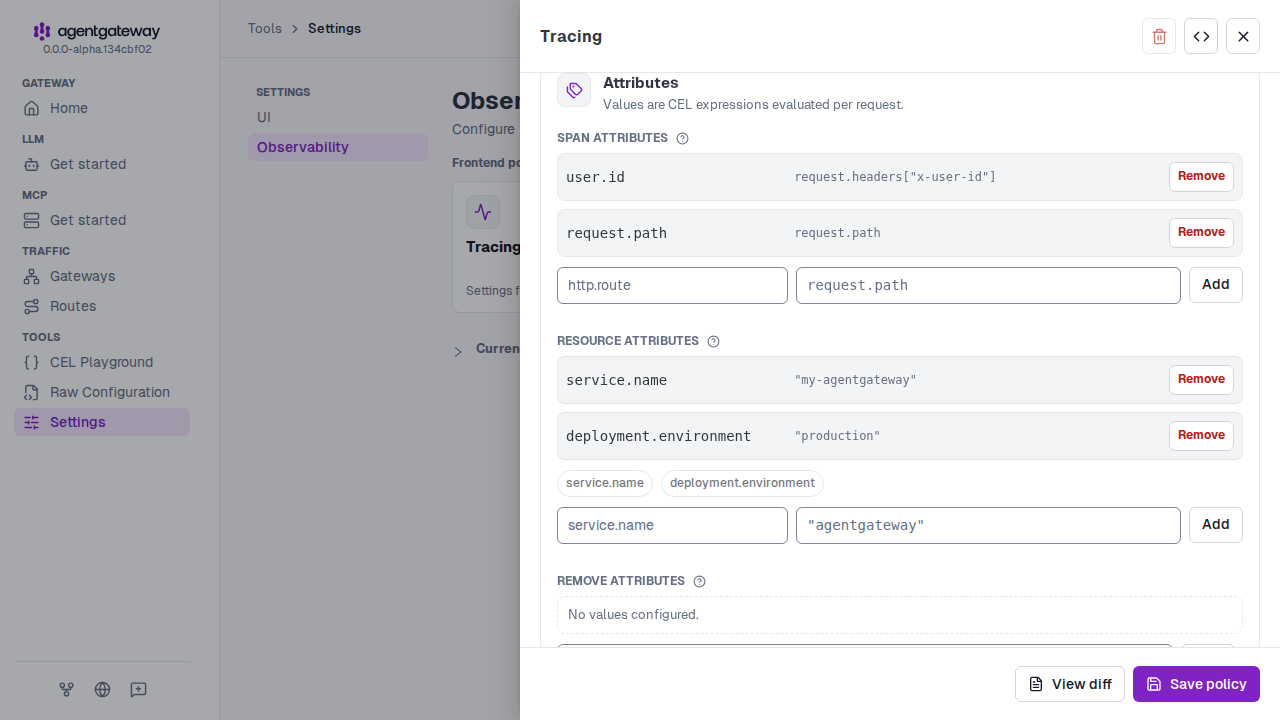 agentgateway
0.0.0-alpha.134cbf02
GATEWAY
Home
LLM
Get started
MCP
Get started
TRAFFIC
Gateways
Routes
TOOLS
CEL Playground
Raw Configuration
Settings
Tools
Settings
SETTINGS
UI
Observability
Obser
Configure
Frontend po
Tracing
Settings f
Curren
Tracing
Attributes
Values are CEL expressions evaluated per request.
SPAN ATTRIBUTES
user.id request.headers["x-user-id"] Remove
request.path request.path Remove
http.route request.path Add
RESOURCE ATTRIBUTES
service.name "my-agentgateway" Remove
deployment.environment "production" Remove
service.name deployment.environment
service.name "agentgateway" Add
REMOVE ATTRIBUTES
No values configured.
View diff Save policy